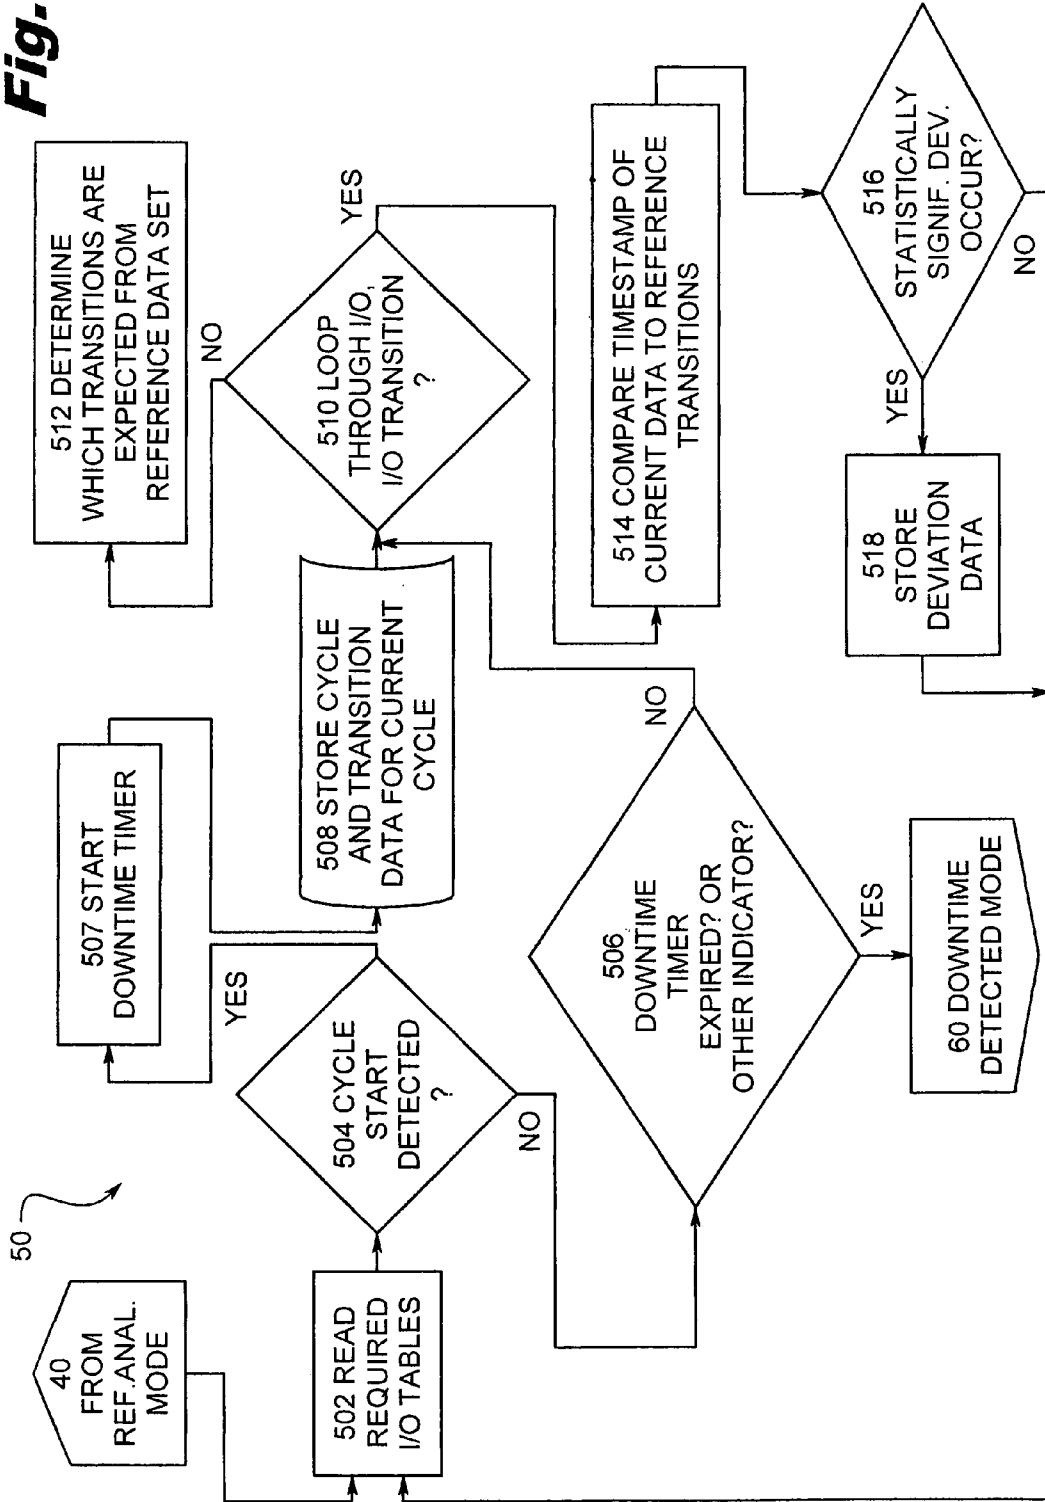 Fig.
50
40
FROM
REF.ANAL.
MODE
502 READ
REQUIRED
I/O TABLES
504 CYCLE
START
DETECTED
?
YES
NO
507 START
DOWNTIME TIMER
508 STORE CYCLE
AND TRANSITION
DATA FOR CURRENT
CYCLE
506
DOWNTIME
TIMER
EXPIRED? OR
OTHER INDICATOR?
NO
YES
60 DOWNTIME
DETECTED MODE
510 LOOP
THROUGH I/O,
I/O TRANSITION
?
NO
YES
512 DETERMINE
WHICH TRANSITIONS ARE
EXPECTED FROM
REFERENCE DATA SET
514 COMPARE TIMESTAMP OF
CURRENT DATA TO REFERENCE
TRANSITIONS
516
STATISTICALLY
SIGNIF. DEV.
OCCUR?
YES
NO
518
STORE
DEVIATION
DATA